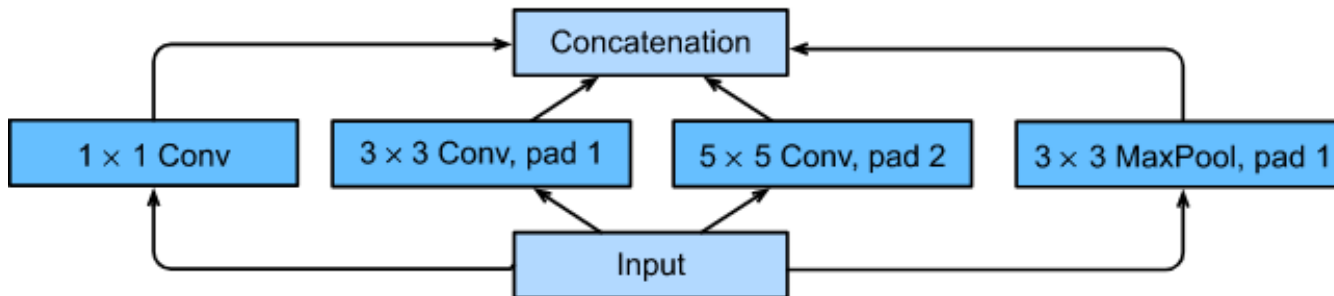 Concatenation
1 × 1 Conv
3 × 3 Conv, pad 1
5 × 5 Conv, pad 2
3 × 3 MaxPool, pad 1
Input